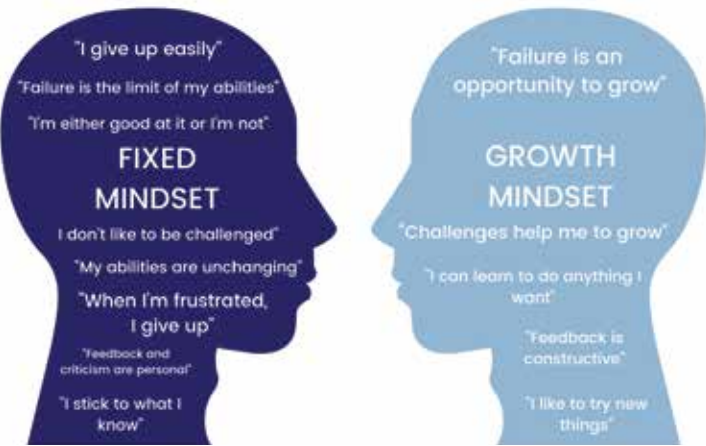 "I give up easily"
"Failure is the limit of my abilities"
"I'm either good at it or I'm not"
FIXED
MINDSET
I don't like to be challenged"
"My abilities are unchanging"
"When I'm frustrated,
I give up"
"Feedback and
criticism are personal"
"I stick to what I
know"
"Failure is an
opportunity to grow"
GROWTH
MINDSET
"Challenges help me to grow"
"I can learn to do anything I
want"
"Feedback is
constructive"
"I like to try new
things"